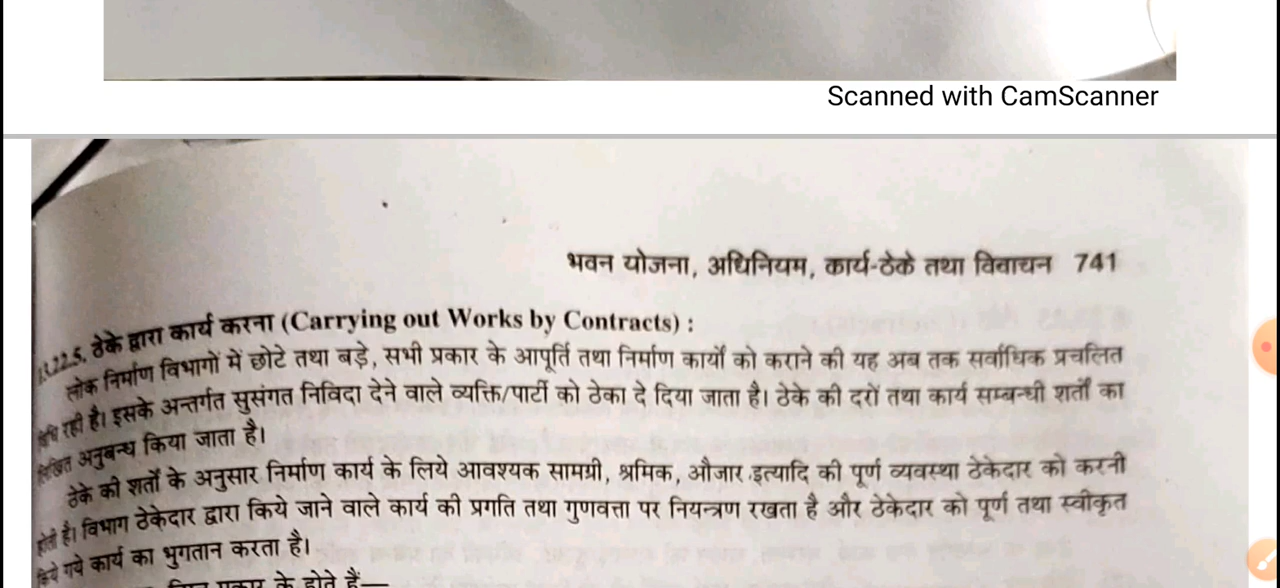 Scanned with CamScanner
भवन योजना, अधिनियम, कार्य-ठेके तथा विवाचन 741
13.22.5. ठेके द्वारा कार्य करना (Carrying out Works by Contracts) :
लोक निर्माण विभागों में छोटे तथा बड़े, सभी प्रकार के आपूर्ति तथा निर्माण कार्यों को कराने की यह अब तक सर्वाधिक प्रचलित
विधि रही है। इसके अन्तर्गत सुसंगत निविदा देने वाले व्यक्ति/पार्टी को ठेका दे दिया जाता है। ठेके की दरों तथा कार्य सम्बन्धी शर्तों का
लिखित अनुबन्ध किया जाता है।
ठेके की शर्तों के अनुसार निर्माण कार्य के लिये आवश्यक सामग्री, श्रमिक, औजार इत्यादि की पूर्ण व्यवस्था ठेकेदार को करनी
होती है। विभाग ठेकेदार द्वारा किये जाने वाले कार्य की प्रगति तथा गुणवत्ता पर नियन्त्रण रखता है और ठेकेदार को पूर्ण तथा स्वीकृत
किये गये कार्य का भुगतान करता है।
प्रकार के होते हैं—